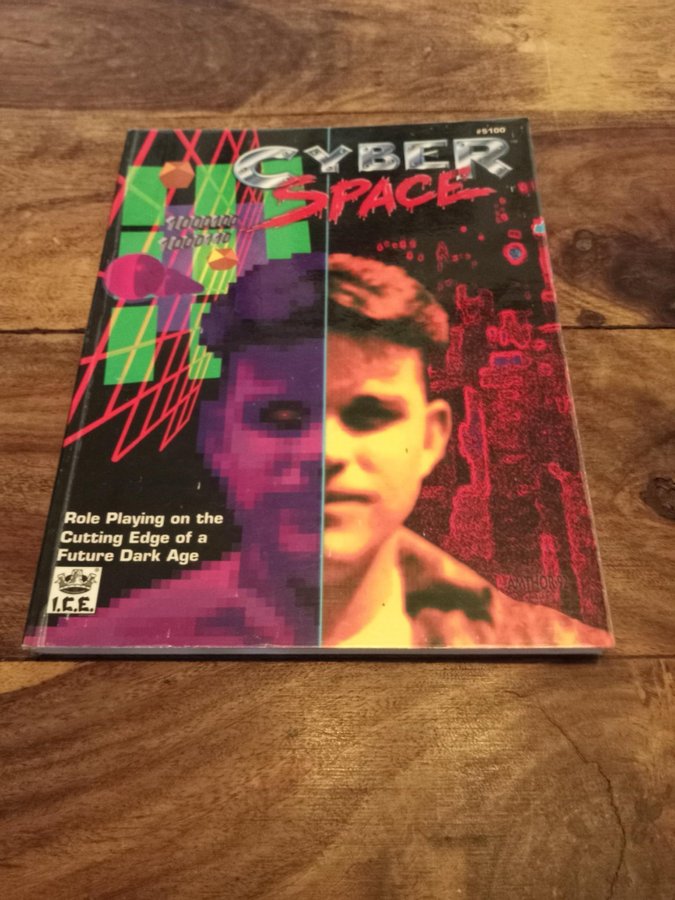 #5100
CYBER
SPACE
Role Playing on the
Cutting Edge of a
Future Dark Age
I.C.E.